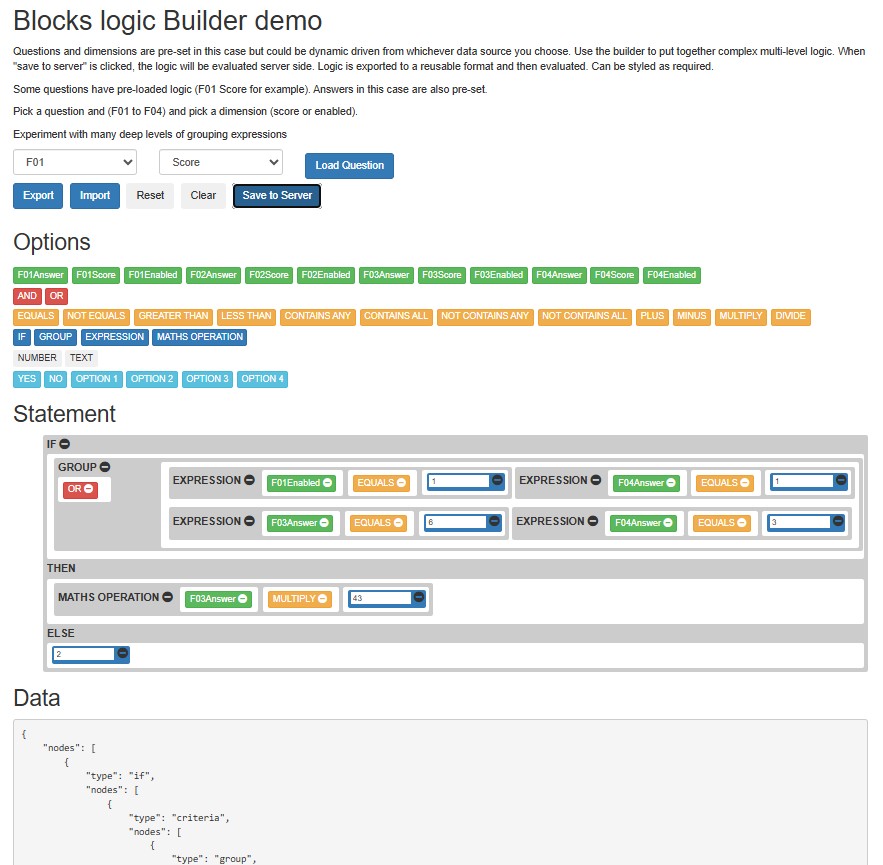 Blocks logic Builder demo
Questions and dimensions are pre-set in this case but could be dynamic driven from whichever data source you choose. Use the builder to put together complex multi-level logic. When
"save to server" is clicked, the logic will be evaluated server side. Logic is exported to a reusable format and then evaluated. Can be styled as required.
Some questions have pre-loaded logic (F01 Score for example). Answers in this case are also pre-set.
Pick a question and (F01 to F04) and pick a dimension (score or enabled).
Experiment with many deep levels of grouping expressions
F01 Score Load Question
Export Import Reset Clear Save to Server
Options
F01Answer F01Score F01Enabled F02Answer F02Score F02Enabled F03Answer F03Score F03Enabled F04Answer F04Score F04Enabled
AND OR
EQUALS NOT EQUALS GREATER THAN LESS THAN CONTAINS ANY CONTAINS ALL NOT CONTAINS ANY NOT CONTAINS ALL PLUS MINUS MULTIPLY DIVIDE
IF GROUP EXPRESSION MATHS OPERATION
NUMBER TEXT
YES NO OPTION 1 OPTION 2 OPTION 3 OPTION 4
Statement
IF
GROUP
OR
EXPRESSION F01Enabled EQUALS 1 EXPRESSION F04Answer EQUALS 1
EXPRESSION F03Answer EQUALS 6 EXPRESSION F04Answer EQUALS 3
THEN
MATHS OPERATION F03Answer MULTIPLY 43
ELSE
2
Data
{
"nodes": [
{
"type": "if",
"nodes": [
{
"type": "criteria",
"nodes": [
{
"type": "group",